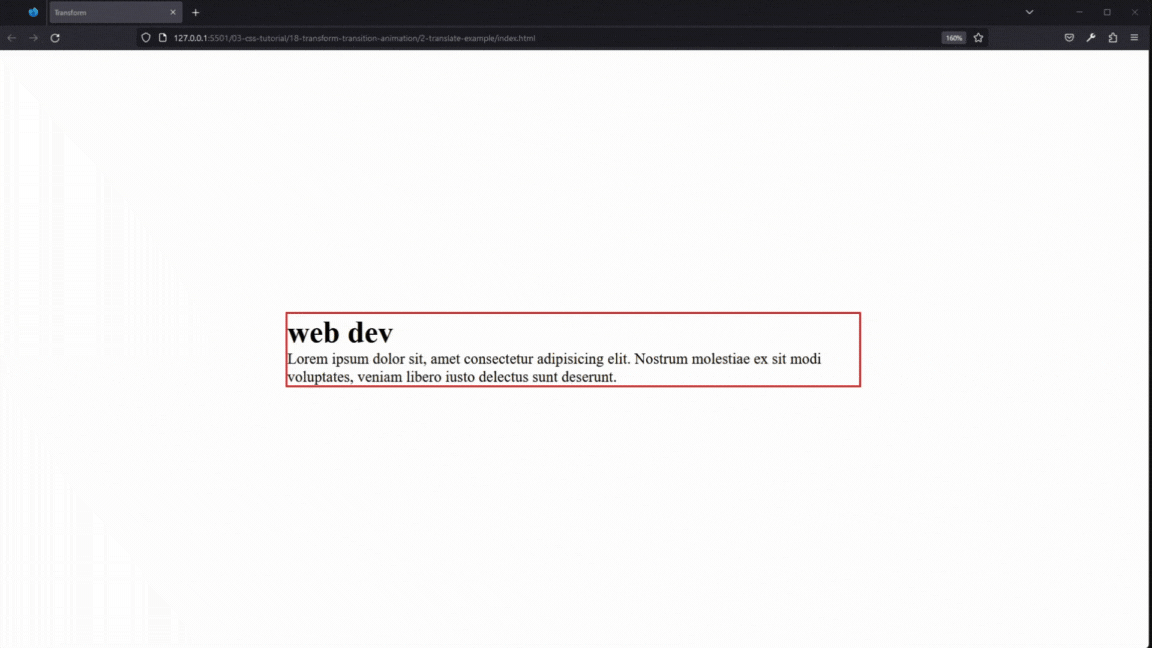 Transform
127.0.0.1:5501/03-css-tutorial/18-transform-transition-animation/2-translate-example/index.html
160%
web dev
Lorem ipsum dolor sit, amet consectetur adipisicing elit. Nostrum molestiae ex sit modi
voluptates, veniam libero iusto delectus sunt deserunt.